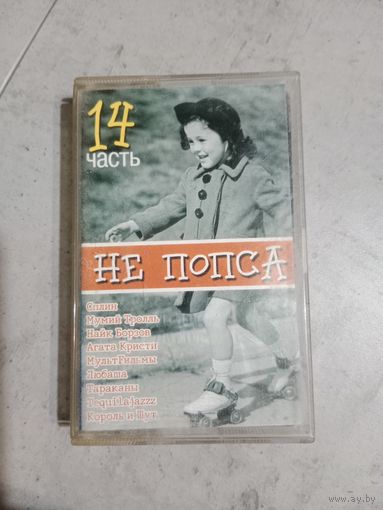 14
часть
НЕ ПОПСА
Сплин
Мумий Тролль
Найк Борзов
Агата Кристи
МультFильмы
Любаша
Тараканы
Tequilajazzz
Король и Шут
ay.by